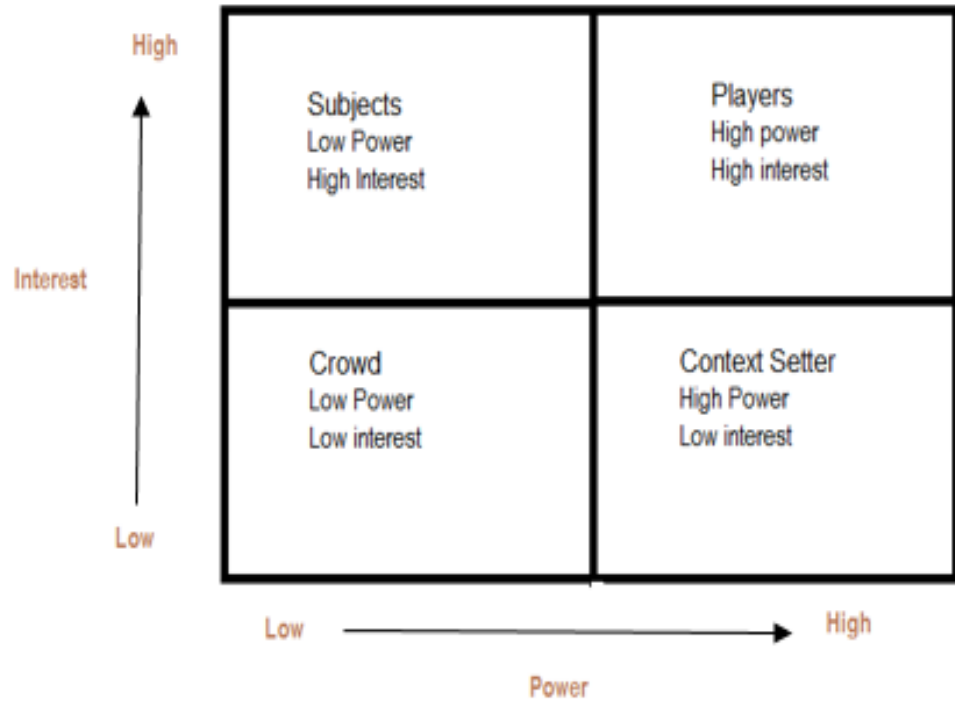 High
Subjects
Low Power
High Interest
Players
High power
High interest
Interest
Crowd
Low Power
Low interest
Context Setter
High Power
Low interest
Low
Low
High
Power